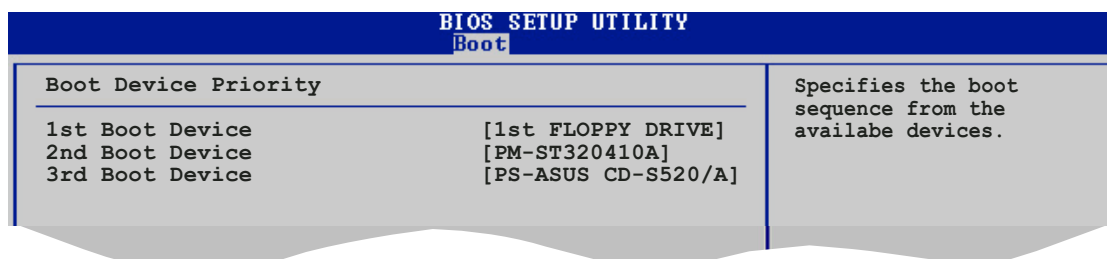 BIOS SETUP UTILITY
Boot
Boot Device Priority
1st Boot Device [1st FLOPPY DRIVE]
2nd Boot Device [PM-ST320410A]
3rd Boot Device [PS-ASUS CD-S520/A]
Specifies the boot
sequence from the
availabe devices.